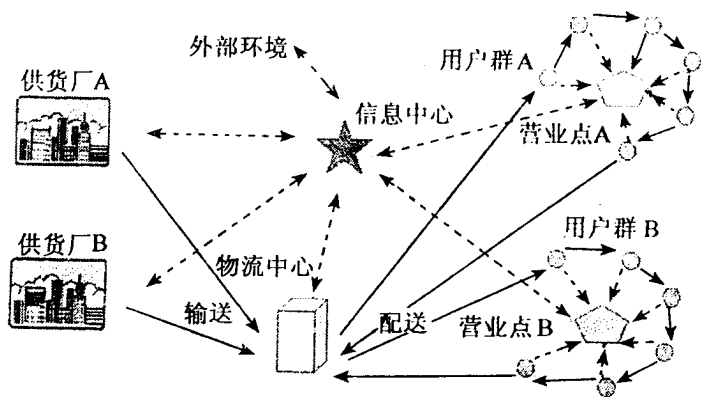 外部环境
用户群A
供货厂A
信息中心
营业点A
供货厂B
用户群B
物流中心
输送
配送
营业点B